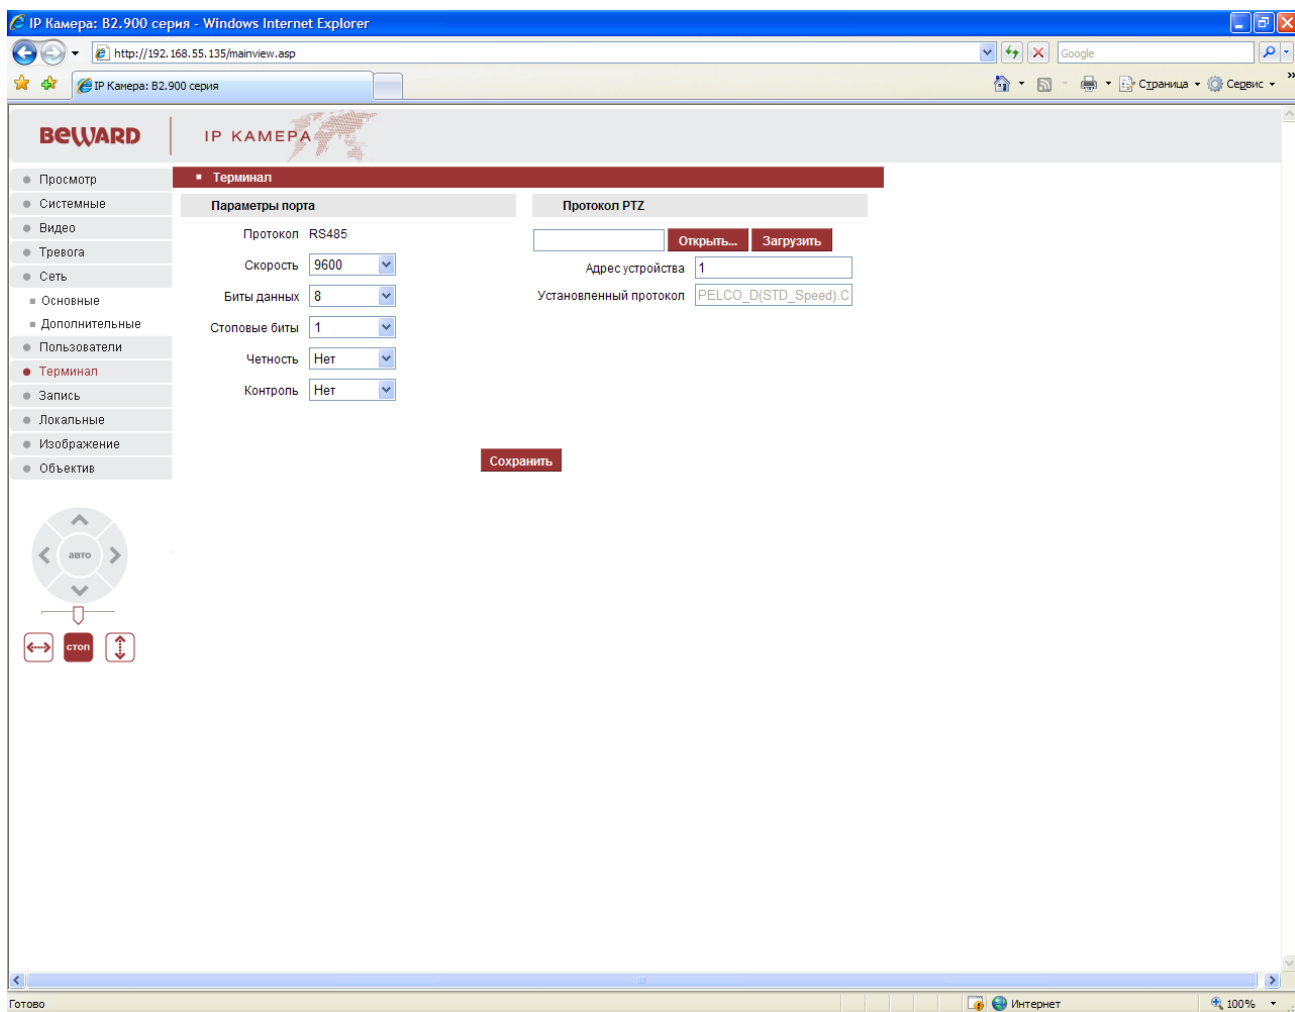 IP Камера: B2.900 серия - Windows Internet Explorer
http://192.168.55.135/mainview.asp
Google
IP Камера: B2.900 серия
Страница
Сервис
BEWARD
IP КАМЕРА
Просмотр
Системные
Видео
Тревога
Сеть
Основные
Дополнительные
Пользователи
Терминал
Запись
Локальные
Изображение
Объектив
авто
стоп
Терминал
Параметры порта
Протокол RS485
Скорость 9600
Биты данных 8
Стоповые биты 1
Четность Нет
Контроль Нет
Протокол PTZ
Открыть... Загрузить
Адрес устройства 1
Установленный протокол PELCO_D(STD_Speed).C
Сохранить
Готово
Интернет
100%